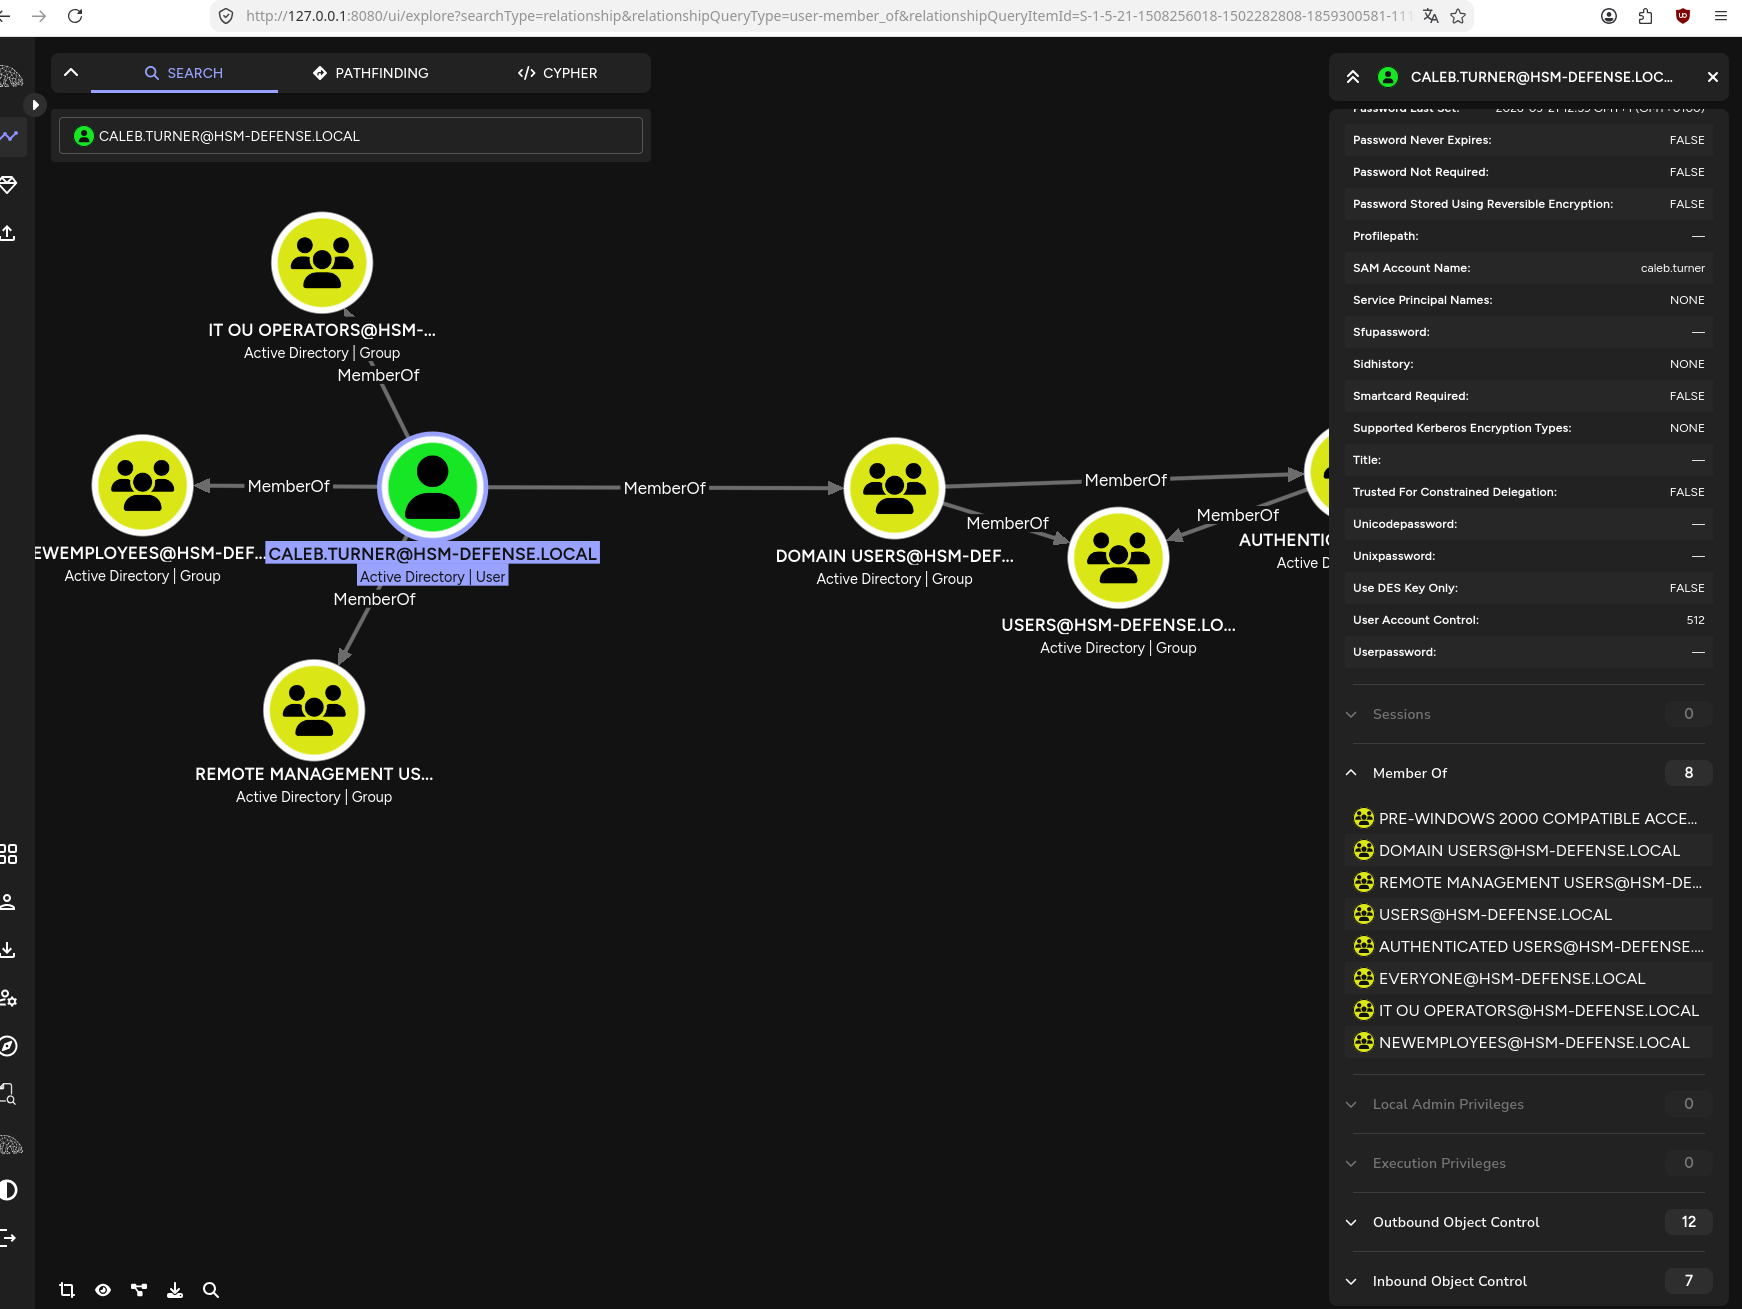 http://127.0.0.1:8080/ui/explore?searchType=relationship&relationshipQueryType=user-member_of&relationshipQueryItemId=S-1-5-21-1508256018-1502282808-1859300581-111
SEARCH
PATHFINDING
</> CYPHER
CALEB.TURNER@HSM-DEFENSE.LOCAL
IT OU OPERATORS@HSM-...
Active Directory | Group
MemberOf
MemberOf
MemberOf
MemberOf
MemberOf
MemberOf
EWEMPLOYEES@HSM-DEF...
Active Directory | Group
CALEB.TURNER@HSM-DEFENSE.LOCAL
Active Directory | User
MemberOf
DOMAIN USERS@HSM-DEF...
Active Directory | Group
AUTHENTIC
Active D
USERS@HSM-DEFENSE.LO...
Active Directory | Group
REMOTE MANAGEMENT US...
Active Directory | Group
CALEB.TURNER@HSM-DEFENSE.LOC...
Password Last Set:
Password Never Expires: FALSE
Password Not Required: FALSE
Password Stored Using Reversible Encryption: FALSE
Profilepath: —
SAM Account Name: caleb.turner
Service Principal Names: NONE
Sfupassword: —
Sidhistory: NONE
Smartcard Required: FALSE
Supported Kerberos Encryption Types: NONE
Title: —
Trusted For Constrained Delegation: FALSE
Unicodepassword: —
Unixpassword: —
Use DES Key Only: FALSE
User Account Control: 512
Userpassword: —
Sessions 0
Member Of 8
PRE-WINDOWS 2000 COMPATIBLE ACCE...
DOMAIN USERS@HSM-DEFENSE.LOCAL
REMOTE MANAGEMENT USERS@HSM-DE...
USERS@HSM-DEFENSE.LOCAL
AUTHENTICATED USERS@HSM-DEFENSE....
EVERYONE@HSM-DEFENSE.LOCAL
IT OU OPERATORS@HSM-DEFENSE.LOCAL
NEWEMPLOYEES@HSM-DEFENSE.LOCAL
Local Admin Privileges 0
Execution Privileges 0
Outbound Object Control 12
Inbound Object Control 7